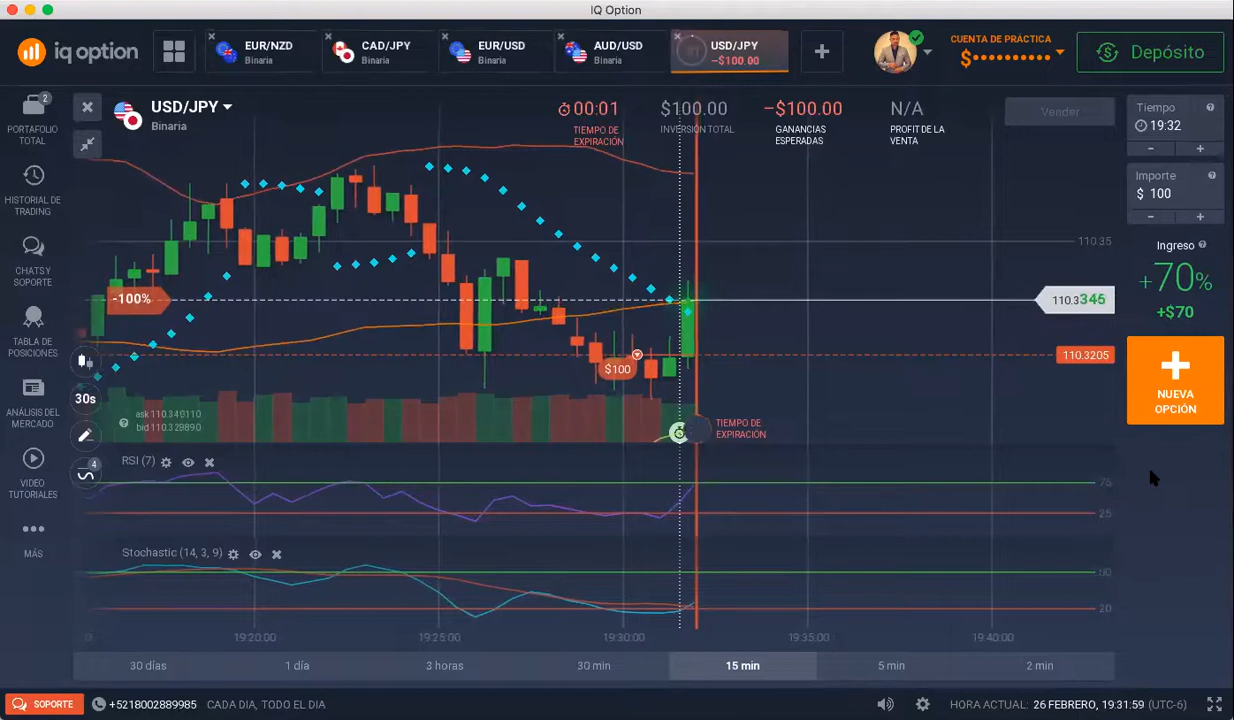 IQ Option
iq option
EUR/NZD
Binaria
CAD/JPY
Binaria
EUR/USD
Binaria
AUD/USD
Binaria
USD/JPY
−$100.00
CUENTA DE PRÁCTICA
$
Depósito
2
PORTAFOLIO
TOTAL
HISTORIAL DE
TRADING
CHATS Y
SOPORTE
TABLA DE
POSICIONES
ANÁLISIS DEL
MERCADO
VIDEO
TUTORIALES
MÁS
USD/JPY
Binaria
00:01
TIEMPO DE
EXPIRACIÓN
$100.00
INVERSIÓN TOTAL
−$100.00
GANANCIAS
ESPERADAS
N/A
PROFIT DE LA
VENTA
Vender
Tiempo
19:32
− +
Importe
$ 100
− +
Ingreso
+70%
+$70
NUEVA
OPCIÓN
110.35
-100%
110.3345
110.3205
$100
30s
4
ask 110.349110
bid 110.329890
TIEMPO DE
EXPIRACIÓN
RSI (7)
75
25
Stochastic (14, 3, 9)
80
20
19:20:00
19:25:00
19:30:00
19:35:00
19:40:00
30 días
1 día
3 horas
30 min
15 min
5 min
2 min
SOPORTE
+5218002889985
CADA DIA, TODO EL DIA
HORA ACTUAL: 26 FEBRERO, 19:31:59 (UTC-6)